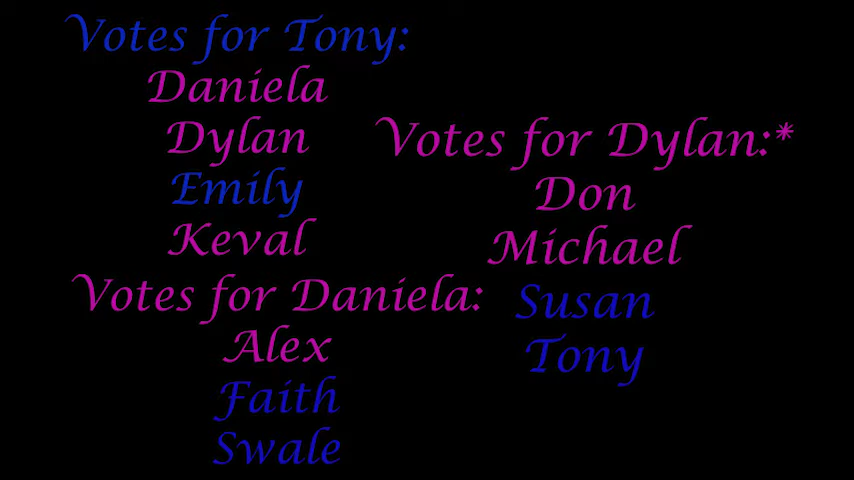 Votes for Tony:
Daniela
Dylan
Emily
Keval
Votes for Daniela:
Alex
Faith
Swale
Votes for Dylan:*
Don
Michael
Susan
Tony